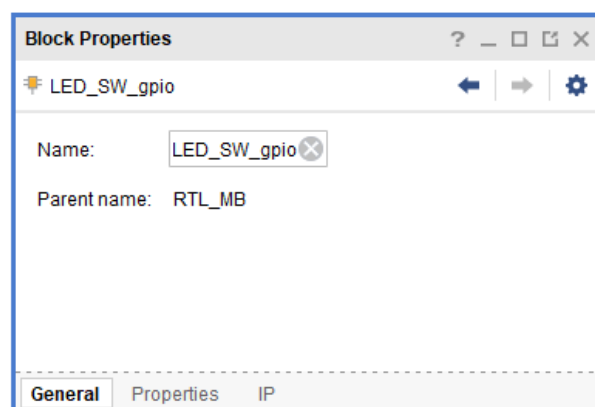 Block Properties
LED_SW_gpio
Name: LED_SW_gpio
Parent name: RTL_MB
General Properties IP